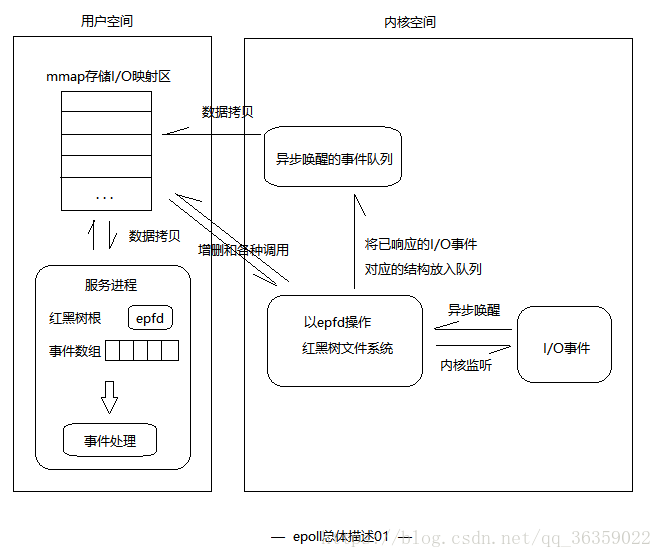 用户空间
内核空间
mmap存储I/O映射区
...
数据拷贝
异步唤醒的事件队列
数据拷贝
增删和各种调用
将已响应的I/O事件
对应的结构放入队列
服务进程
红黑树根
epfd
事件数组
事件处理
以epfd操作
红黑树文件系统
异步唤醒
内核监听
I/O事件
— epoll总体描述01 —
https://blog.csdn.net/qq_36359022